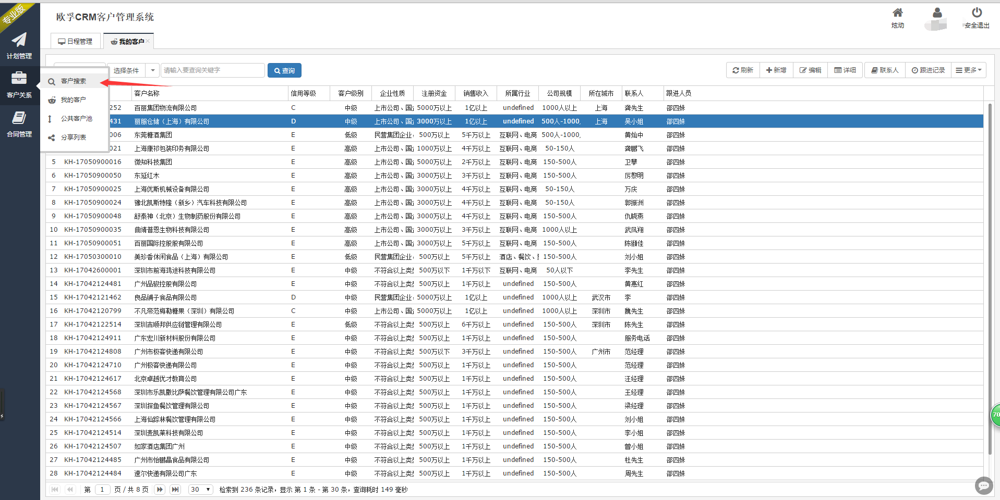 专业版
欧孚CRM客户管理系统
炫动
安全退出
日程管理 我的客户
计划管理
客户关系
合同管理
客户搜索
我的客户
公共客户池
分享列表
选择条件 请输入要查询关键字 查询 刷新 新增 编辑 详细 联系人 跟进记录 更多
客户名称 信用等级 客户级别 企业性质 注册资金 销售收入 所属行业 公司规模 所在城市 联系人 跟进人员
252 百丽集团物流有限公司 C 中级 上市公司、国 5000万以上 1亿以上 undefined 1000人以上 上海 龚先生 邵四妹
431 丽服仓储（上海）有限公司 D 中级 上市公司、国 3000万以上 1亿以上 undefined 500人-1000 上海 吴小姐 邵四妹
006 东莞糖酒集团 E 低级 民营集团企业 500万以上 5千万以上 互联网、电商 500人-1000 黄灿中 邵四妹
021 上海康祁包装印务有限公司 E 高级 上市公司、国 1000万以上 4千万以上 互联网、电商 50-150人 龚鹏飞 邵四妹
5 KH-17050900016 微知科技集团 E 高级 上市公司、国 5000万以上 2千万以上 互联网、电商 150-500人 卫攀 邵四妹
6 KH-17050900050 东延红木 E 高级 上市公司、国 3000万以上 3千万以上 互联网、电商 150-500人 厉黎明 邵四妹
7 KH-17050900025 上海优斯机械设备有限公司 E 高级 上市公司、国 3000万以上 4千万以上 互联网、电商 50-150人 万庆 邵四妹
8 KH-17050900024 豫北凯斯特隆（新乡）汽车科技有限公司 E 高级 上市公司、国 3000万以上 4千万以上 互联网、电商 50-150人 郭振洲 邵四妹
9 KH-17050900048 舒泰神（北京）生物制药股份有限公司 E 高级 上市公司、国 3000万以上 4千万以上 互联网、电商 150-500人 仇晓燕 邵四妹
10 KH-17050900035 曲靖普恩生物科技有限公司 E 高级 上市公司、国 3000万以上 3千万以上 互联网、电商 1000人以上 武凤翔 邵四妹
11 KH-17050900051 百丽国际控股股有限公司 E 高级 上市公司、国 3000万以上 5千万以上 互联网、电商 150-500人 陈 佳 邵四妹
12 KH-17050300010 美珍香休闲食品（上海）有限公司 E 低级 民营集团企业 500万以上 5千万以上 酒店、餐饮、 150-500人 刘小姐 邵四妹
13 KH-17042600001 深圳市前海鸿途科技有限公司 E 中级 不符合以上类 500万以下 1千万以下 互联网、电商 50人以下 李先生 邵四妹
14 KH-17042124481 广州品骏控股有限公司 E 中级 不符合以上类 500万以上 1千万以上 undefined 150-500人 黄惠红 邵四妹
15 KH-17042121462 良品铺子食品有限公司 D 中级 民营集团企业 5000万以上 1亿以上 undefined 1000人以上 武汉市 李 邵四妹
16 KH-17042120799 不凡帝范梅勒糖果（深圳）有限公司 C 中级 上市公司、国 5000万以上 1亿以上 undefined 1000人以上 深圳市 魏先生 邵四妹
17 KH-17042122514 深圳吉顺邦供应链管理有限公司 E 低级 不符合以上类 500万以上 6千万以上 undefined 150-500人 深圳市 陈先生 邵四妹
18 KH-17042124911 广东宏川新材料股份有限公司 E 中级 不符合以上类 500万以上 1千万以上 undefined 150-500人 服务电话 邵四妹
19 KH-17042124808 广州市极客快递有限公司 E 中级 不符合以上类 500万以下 3千万以上 undefined 150-500人 广州市 范经理 邵四妹
20 KH-17042124710 广州极客快递有限公司 E 中级 不符合以上类 500万以上 1千万以上 undefined 150-500人 范经理 邵四妹
21 KH-17042124617 北京卓越优才教育公司 E 中级 不符合以上类 500万以上 1千万以上 undefined 150-500人 汪经理 邵四妹
22 KH-17042124568 深圳市乐凯撒比萨餐饮管理有限公司广东 E 中级 不符合以上类 500万以上 1千万以上 undefined 150-500人 王经理 邵四妹
23 KH-17042124567 深圳探鱼餐饮管理有限公司 E 中级 不符合以上类 500万以上 1千万以上 undefined 150-500人 梁经理 邵四妹
24 KH-17042124566 上海仙踪林餐饮管理有限公司 E 中级 不符合以上类 500万以上 1千万以上 undefined 150-500人 刘小姐 邵四妹
25 KH-17042124514 深圳麦凯莱科技有限公司 E 中级 不符合以上类 500万以上 1千万以上 undefined 150-500人 李小姐 邵四妹
26 KH-17042124507 如家酒店集团广州 E 中级 不符合以上类 500万以上 1千万以上 undefined 150-500人 曾小姐 邵四妹
27 KH-17042124485 广州市怡鹏晶食品有限公司 E 中级 不符合以上类 500万以上 1千万以上 undefined 150-500人 杜先生 邵四妹
28 KH-17042124484 速尔快递有限公司广东 E 中级 不符合以上类 500万以上 1千万以上 undefined 150-500人 周先生 邵四妹
第 1 页 / 共 8 页 30 检索到 236 条记录，显示 第 1 条 - 第 30 条，查询耗时 149 毫秒
70